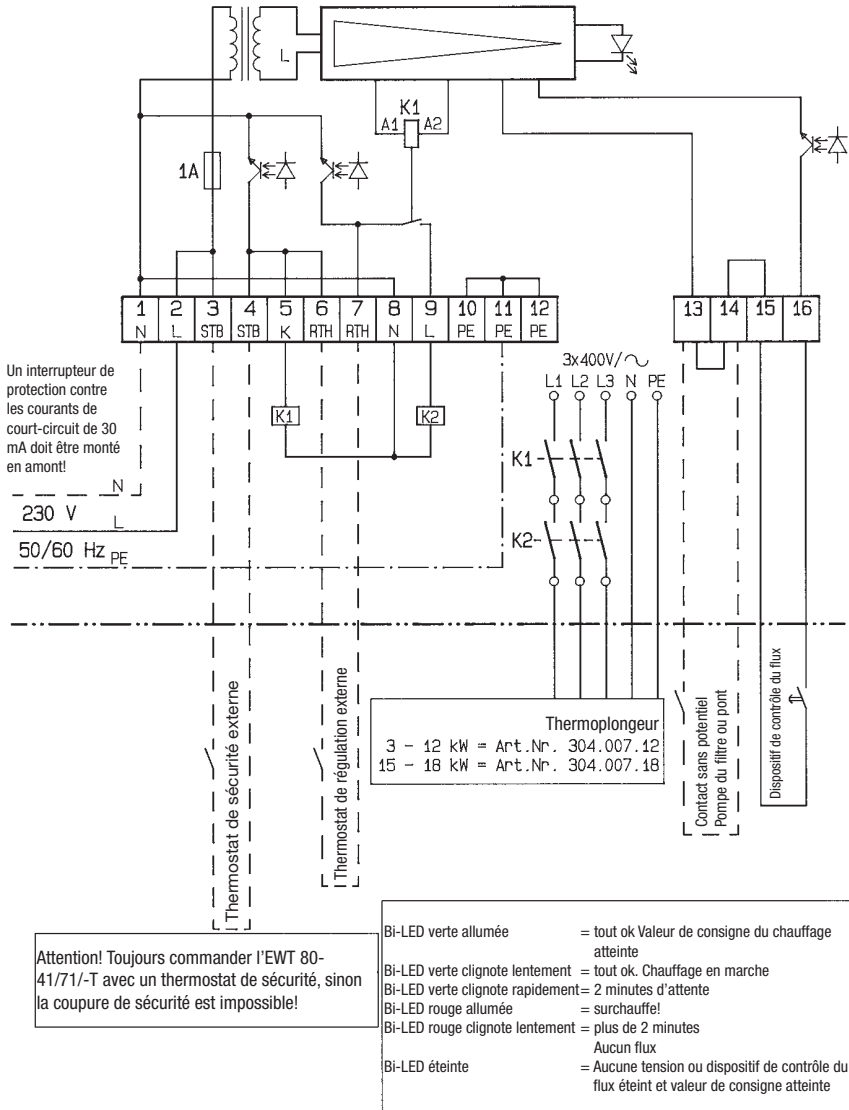 L
K1
A1 A2
1A
1 2 3 4 5 6 7 8 9 10 11 12
N L STB STB K RTH RTH N L PE PE PE
13 14 15 16
Un interrupteur de
protection contre
les courants de
court-circuit de 30
mA doit être monté
en amont!
K1
K2
3x400V/~
L1 L2 L3 N PE
K1
K2
N
230 V
L
50/60 Hz
PE
Thermostat de sécurité externe
Thermostat de régulation externe
Thermoplongeur
3 - 12 kW = Art.Nr. 304.007.12
15 - 18 kW = Art.Nr. 304.007.18
Contact sans potentiel
Pompe du filtre ou pont
Dispositif de contrôle du flux
Attention! Toujours commander l'EWT 80-
41/71/-T avec un thermostat de sécurité, sinon
la coupure de sécurité est impossible!
Bi-LED verte allumée = tout ok Valeur de consigne du chauffage
atteinte
Bi-LED verte clignote lentement = tout ok. Chauffage en marche
Bi-LED verte clignote rapidement = 2 minutes d'attente
Bi-LED rouge allumée = surchauffe!
Bi-LED rouge clignote lentement = plus de 2 minutes
Aucun flux
Bi-LED éteinte = Aucune tension ou dispositif de contrôle du
flux éteint et valeur de consigne atteinte